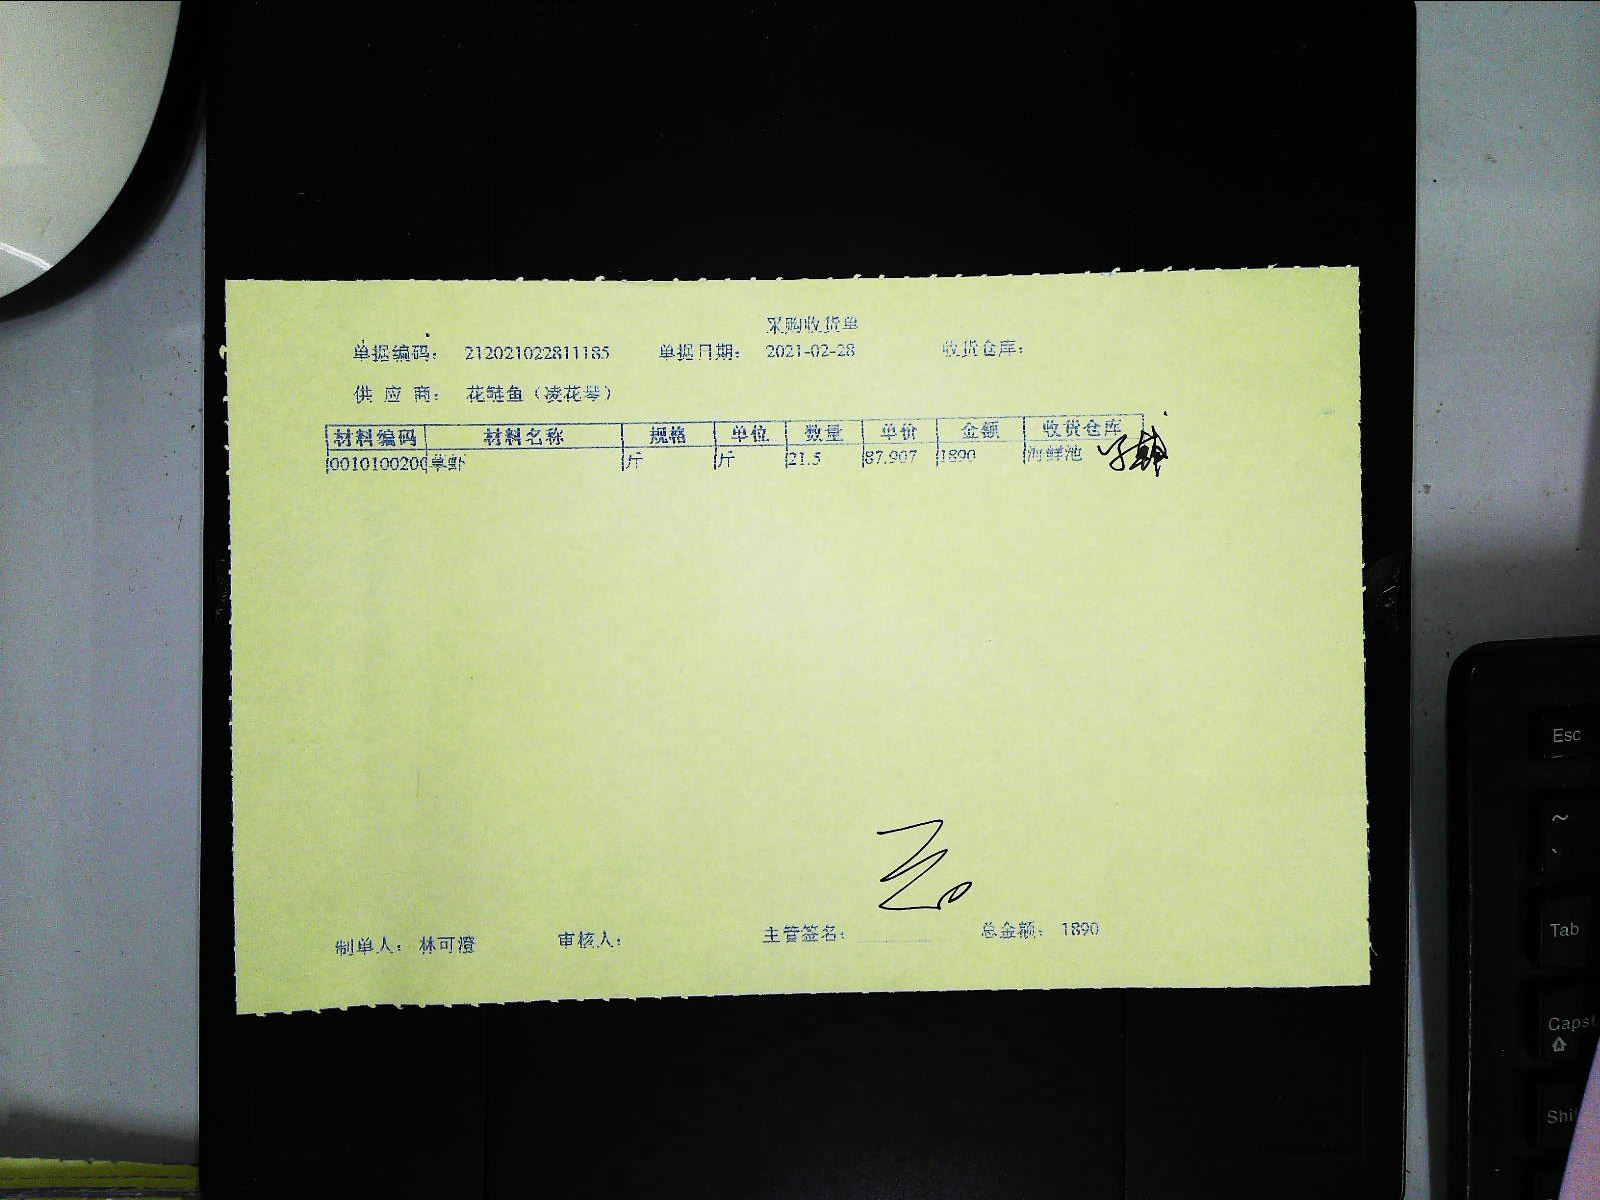 采购收货单
单据编码： 212021022811185 单据日期： 2021-02-28 收货仓库：
供 应 商： 花鲢鱼（凌花琴）
材料编码 材料名称 规格 单位 数量 单价 金额 收货仓库
0010100200 草虾 斤 斤 21.5 87.907 1890 海鲜池
制单人： 林可澄 审核人： 主管签名： 总金额： 1890
Esc
~
`
Tab
Caps
Shi